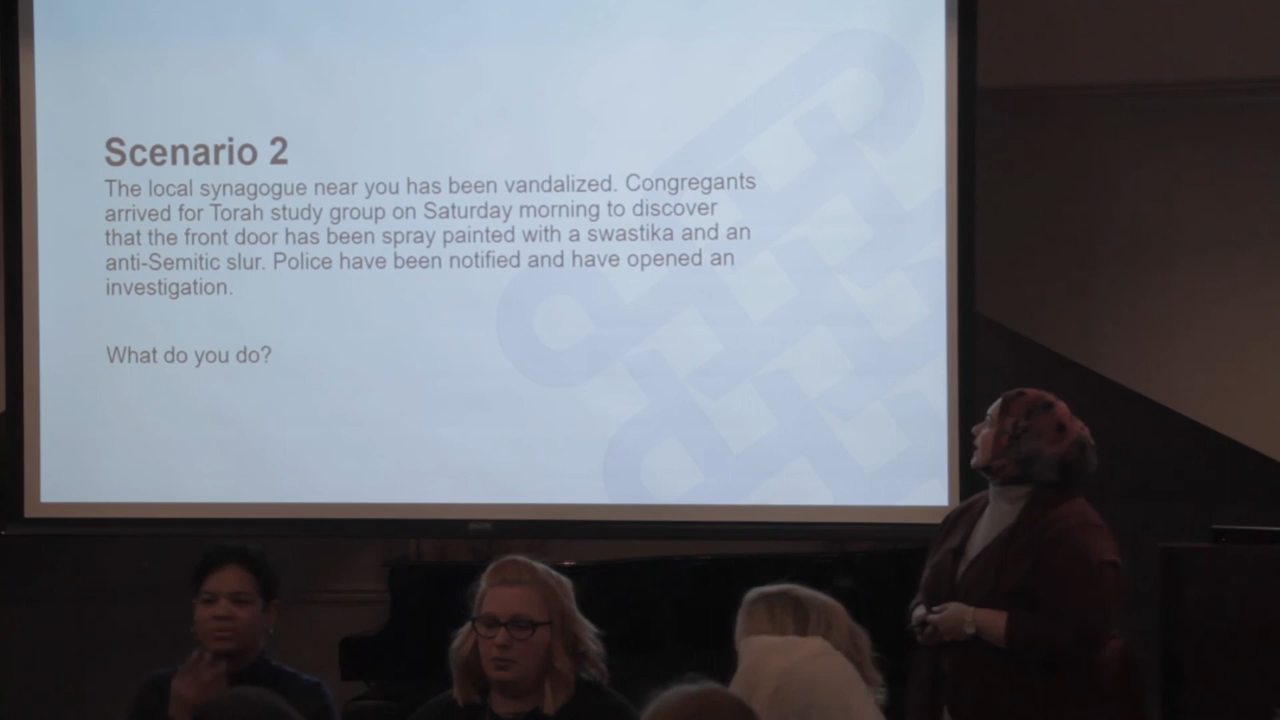 Scenario 2
The local synagogue near you has been vandalized. Congregants
arrived for Torah study group on Saturday morning to discover
that the front door has been spray painted with a swastika and an
anti-Semitic slur. Police have been notified and have opened an
investigation.
What do you do?